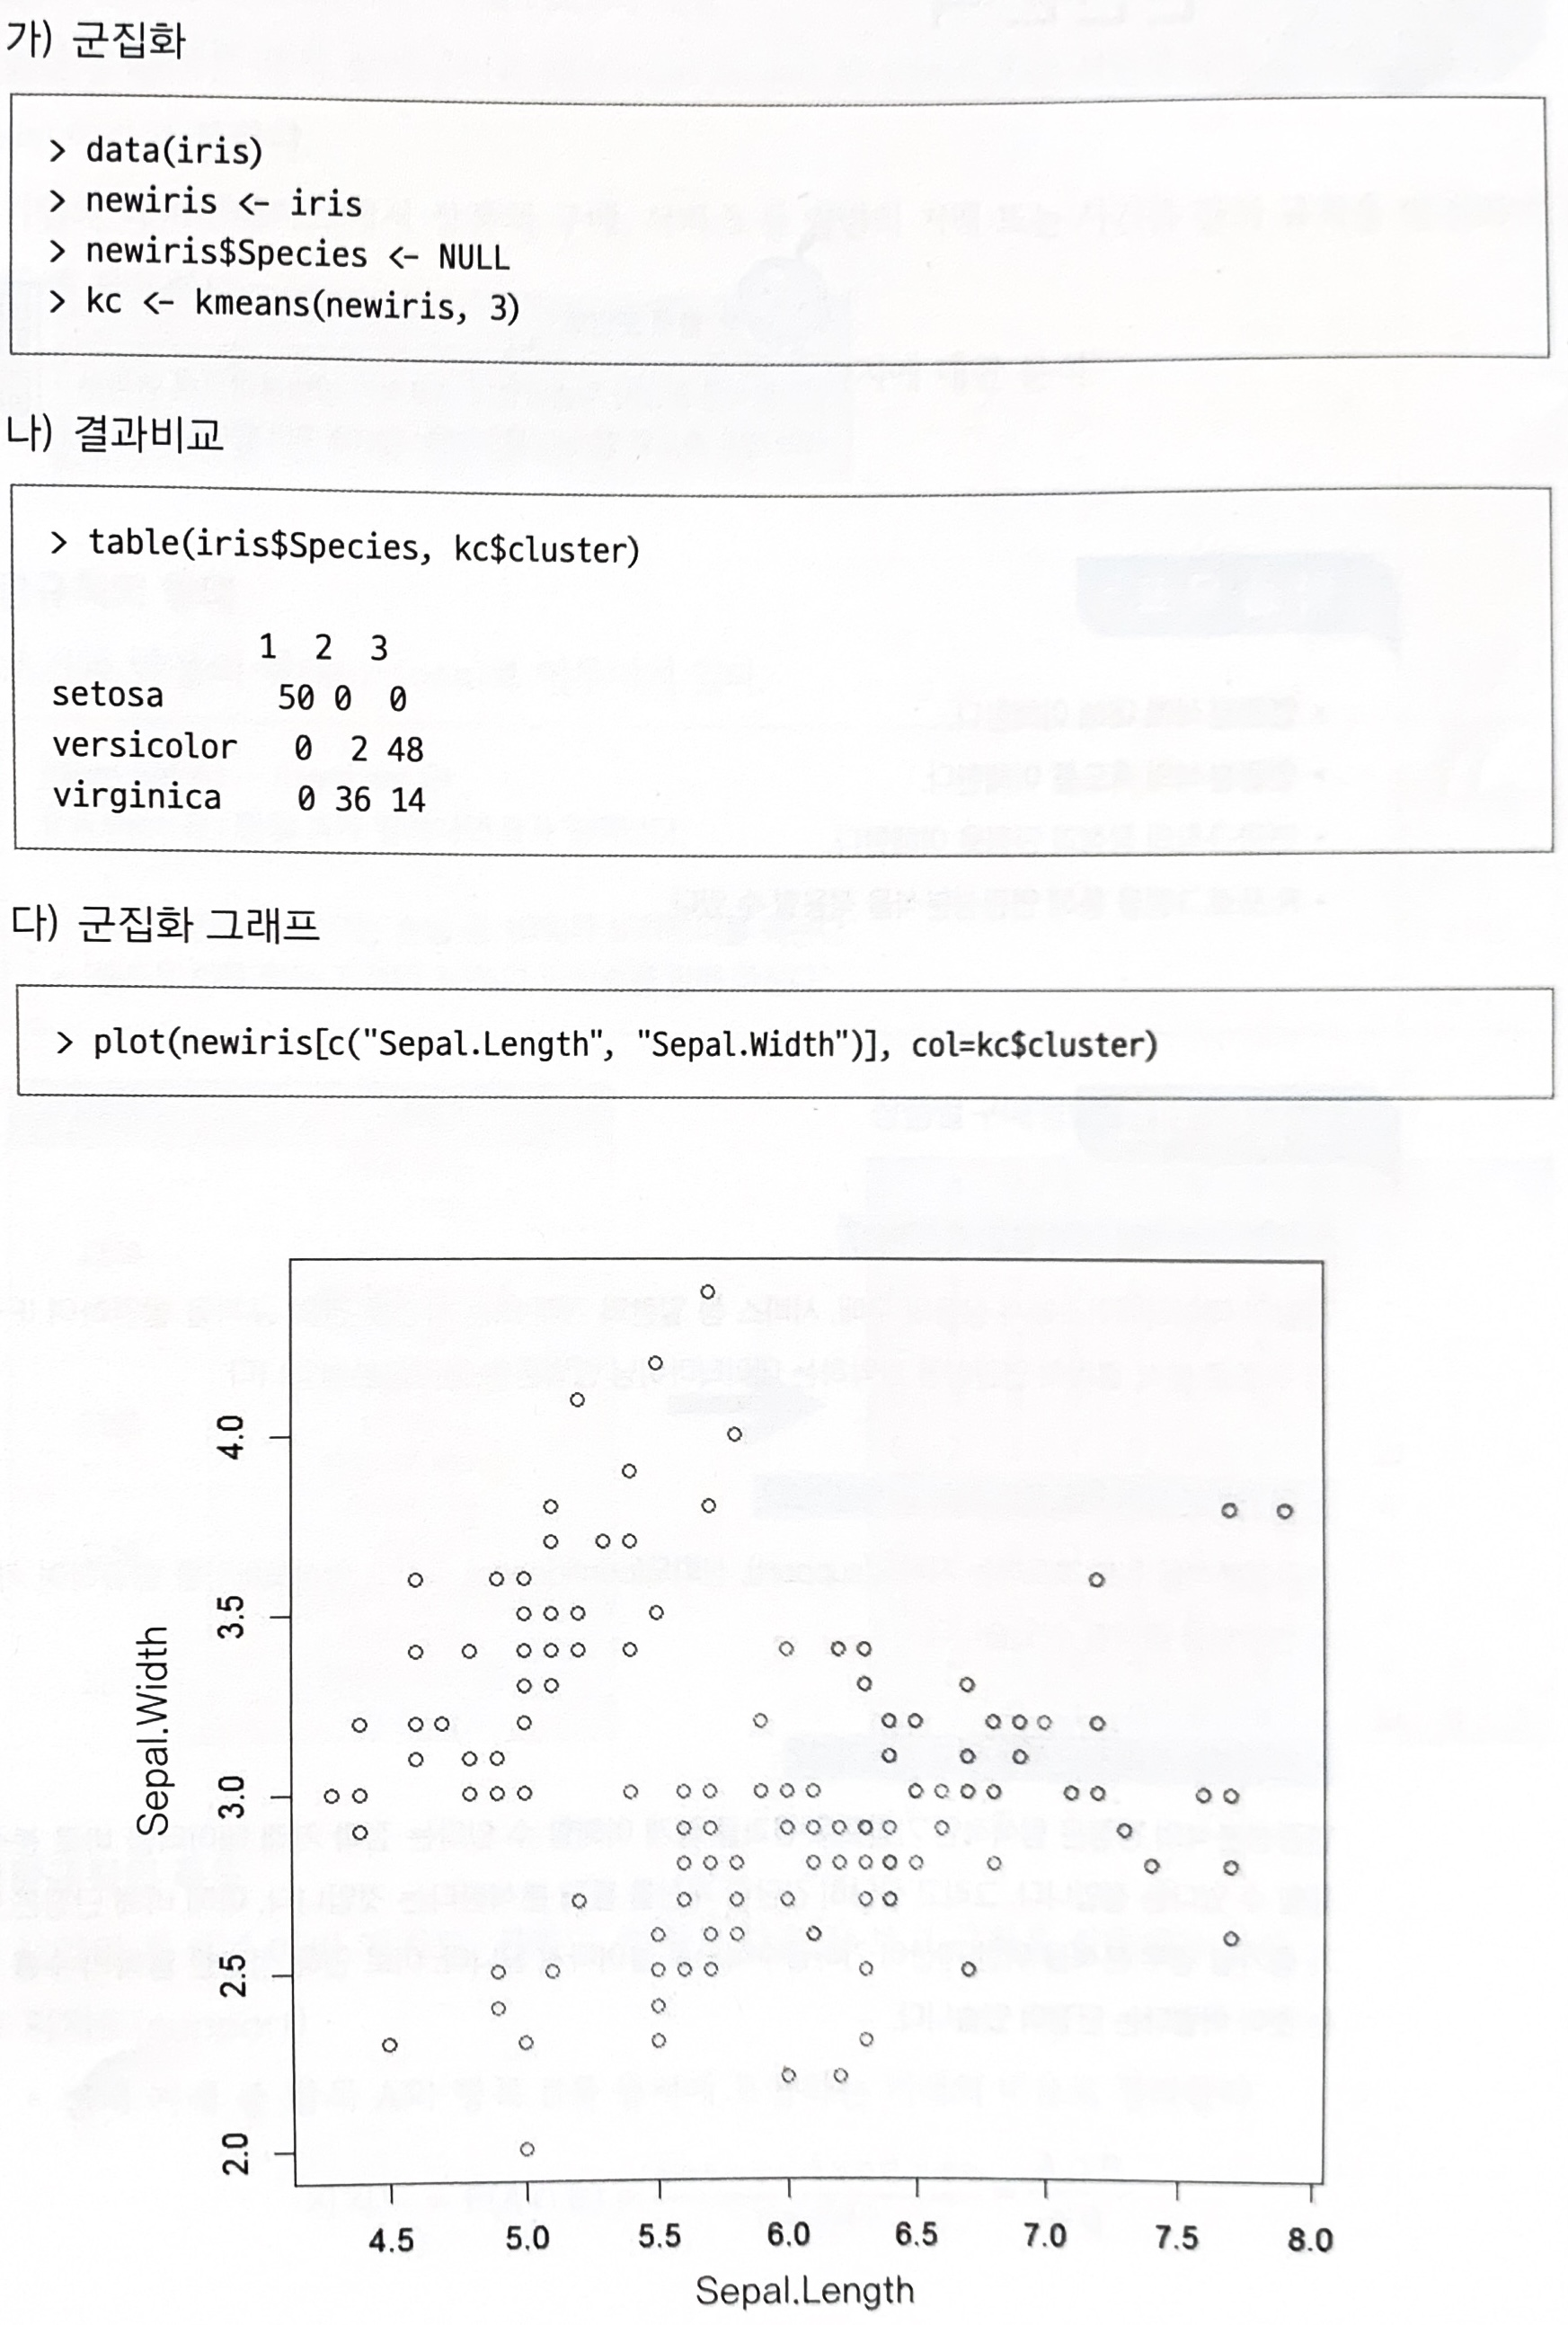 가) 군집화
> data(iris)
> newiris <- iris
> newiris$Species <- NULL
> kc <- kmeans(newiris, 3)
나) 결과비교
> table(iris$Species, kc$cluster)
1 2 3
setosa 50 0 0
versicolor 0 2 48
virginica 0 36 14
다) 군집화 그래프
> plot(newiris[c("Sepal.Length", "Sepal.Width")], col=kc$cluster)
4.0
3.5
3.0
2.5
2.0
Sepal.Width
4.5 5.0 5.5 6.0 6.5 7.0 7.5 8.0
Sepal.Length